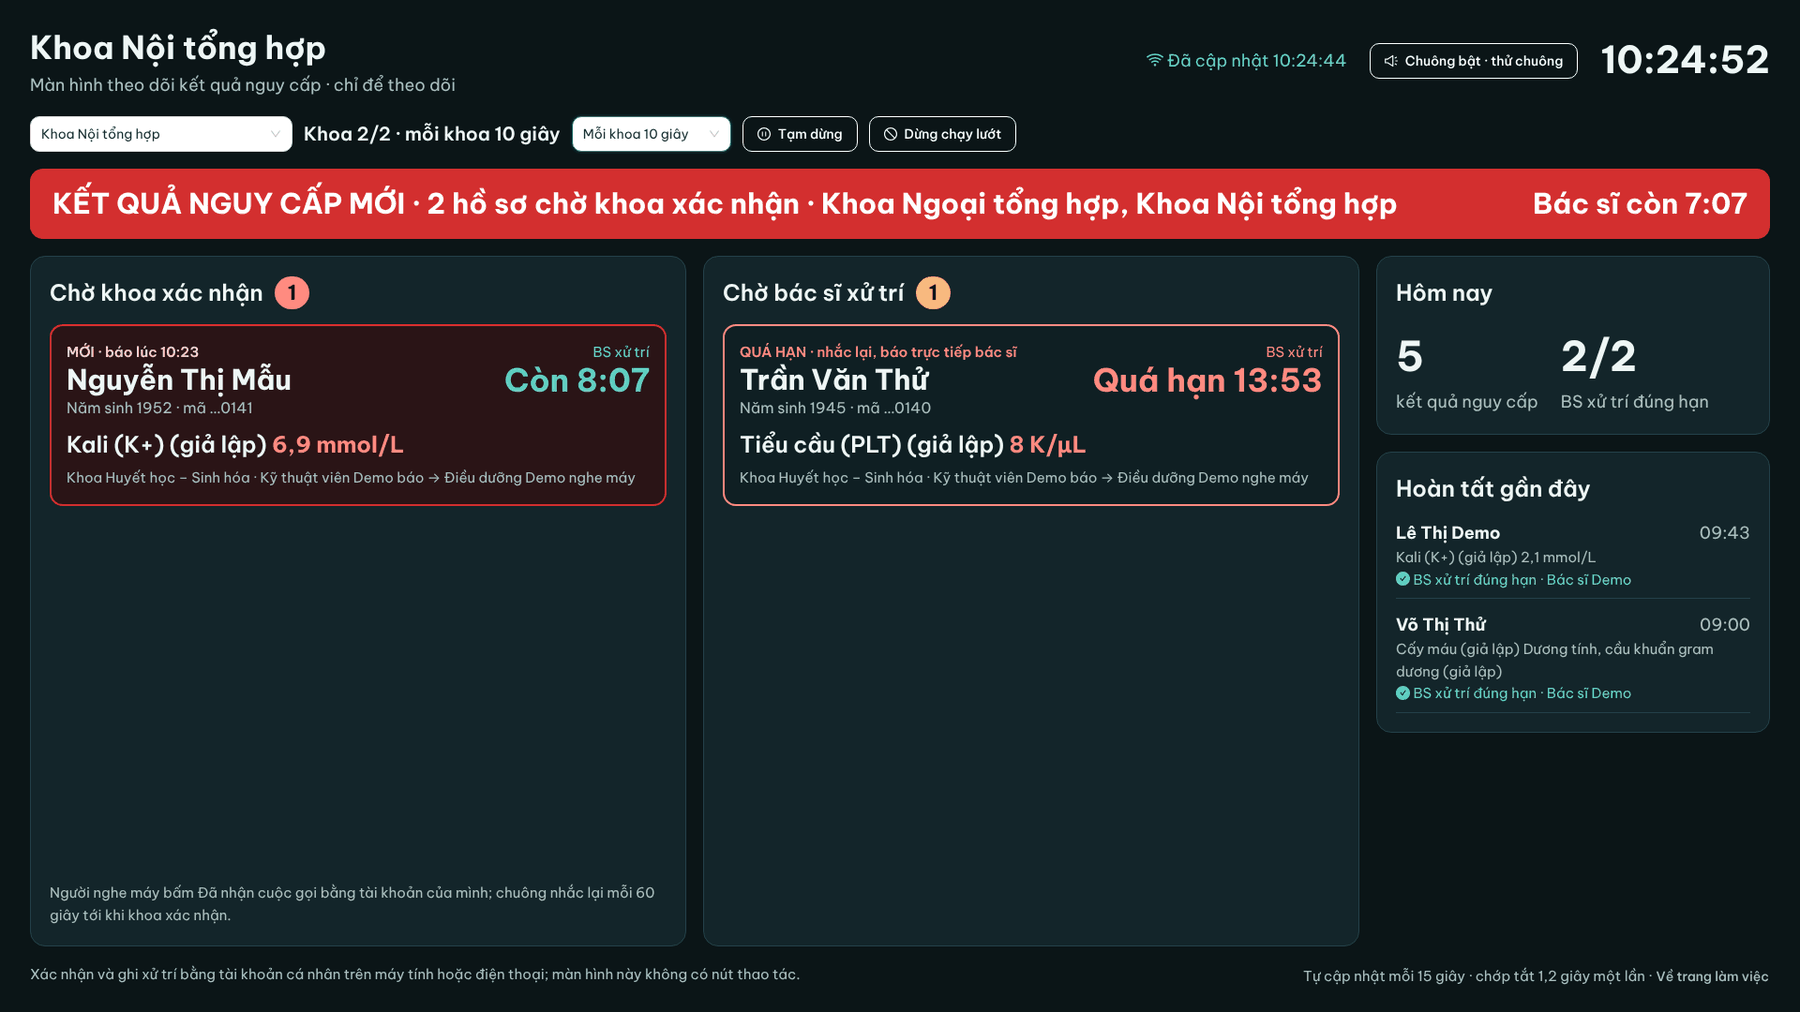 Khoa Nội tổng hợp
Màn hình theo dõi kết quả nguy cấp · chỉ để theo dõi
Đã cập nhật 10:24:44
Chuông bật · thử chuông
10:24:52
Khoa Nội tổng hợp
Khoa 2/2 · mỗi khoa 10 giây
Mỗi khoa 10 giây
Tạm dừng
Dừng chạy lướt
KẾT QUẢ NGUY CẤP MỚI · 2 hồ sơ chờ khoa xác nhận · Khoa Ngoại tổng hợp, Khoa Nội tổng hợp
Bác sĩ còn 7:07
Chờ khoa xác nhận 1
MỚI · báo lúc 10:23
BS xử trí
Nguyễn Thị Mẫu
Còn 8:07
Năm sinh 1952 · mã …0141
Kali (K+) (giả lập) 6,9 mmol/L
Khoa Huyết học – Sinh hóa · Kỹ thuật viên Demo báo → Điều dưỡng Demo nghe máy
Người nghe máy bấm Đã nhận cuộc gọi bằng tài khoản của mình; chuông nhắc lại mỗi 60
giây tới khi khoa xác nhận.
Chờ bác sĩ xử trí 1
QUÁ HẠN · nhắc lại, báo trực tiếp bác sĩ
BS xử trí
Trần Văn Thử
Quá hạn 13:53
Năm sinh 1945 · mã …0140
Tiểu cầu (PLT) (giả lập) 8 K/µL
Khoa Huyết học – Sinh hóa · Kỹ thuật viên Demo báo → Điều dưỡng Demo nghe máy
Hôm nay
5
2/2
kết quả nguy cấp
BS xử trí đúng hạn
Hoàn tất gần đây
Lê Thị Demo
09:43
Kali (K+) (giả lập) 2,1 mmol/L
BS xử trí đúng hạn · Bác sĩ Demo
Võ Thị Thử
09:00
Cấy máu (giả lập) Dương tính, cầu khuẩn gram
dương (giả lập)
BS xử trí đúng hạn · Bác sĩ Demo
Xác nhận và ghi xử trí bằng tài khoản cá nhân trên máy tính hoặc điện thoại; màn hình này không có nút thao tác.
Tự cập nhật mỗi 15 giây · chớp tắt 1,2 giây một lần · Về trang làm việc